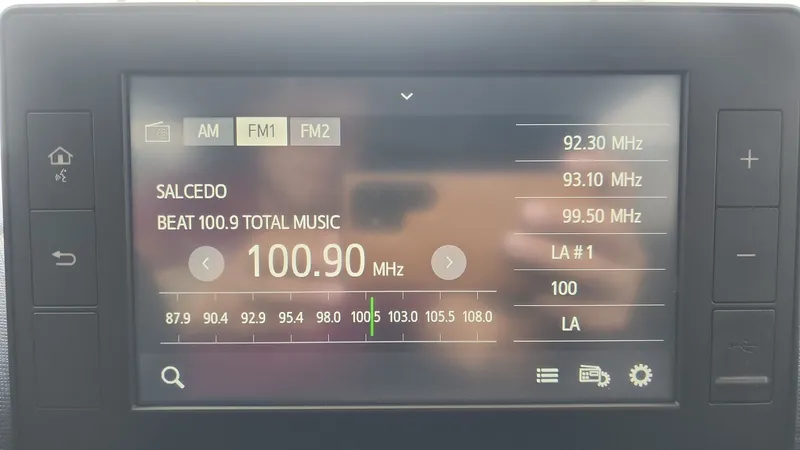 AM FM1 FM2
SALCEDO
BEAT 100.9 TOTAL MUSIC
100.90 MHz
87.9 90.4 92.9 95.4 98.0 100.5 103.0 105.5 108.0
92.30 MHz
93.10 MHz
99.50 MHz
LA # 1
100
LA